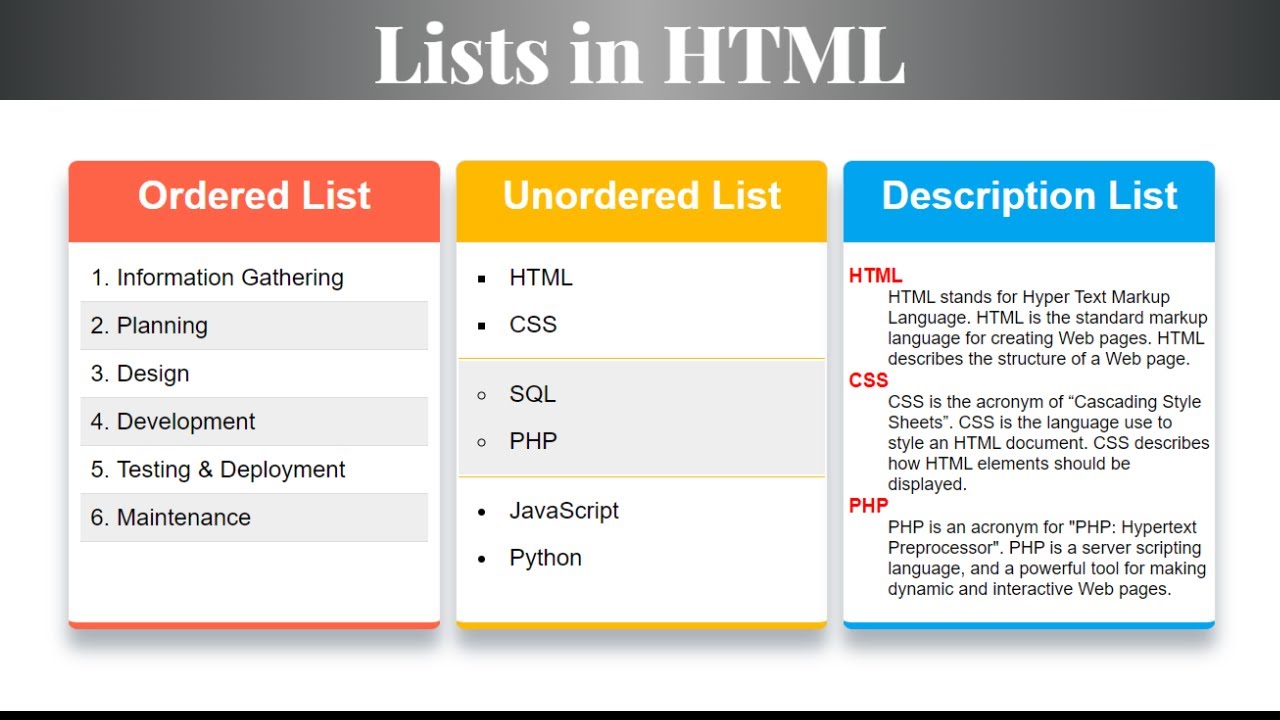 Lists in HTML
Ordered List
1. Information Gathering
2. Planning
3. Design
4. Development
5. Testing & Deployment
6. Maintenance
Unordered List
▪ HTML
▪ CSS
○ SQL
○ PHP
• JavaScript
• Python
Description List
HTML
HTML stands for Hyper Text Markup
Language. HTML is the standard markup
language for creating Web pages. HTML
describes the structure of a Web page.
CSS
CSS is the acronym of “Cascading Style
Sheets”. CSS is the language use to
style an HTML document. CSS describes
how HTML elements should be
displayed.
PHP
PHP is an acronym for "PHP: Hypertext
Preprocessor". PHP is a server scripting
language, and a powerful tool for making
dynamic and interactive Web pages.